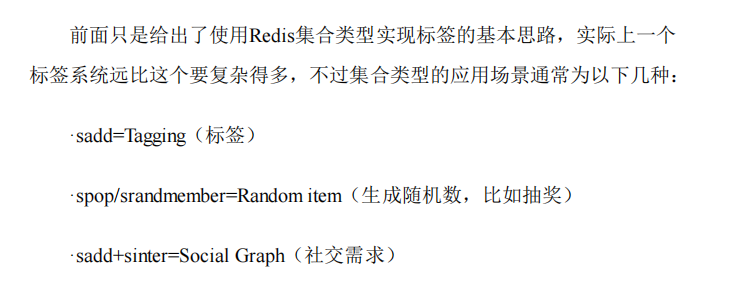 前面只是给出了使用Redis集合类型实现标签的基本思路，实际上一个
标签系统远比这个要复杂得多，不过集合类型的应用场景通常为以下几种：
·sadd=Tagging（标签）
·spop/srandmember=Random item（生成随机数，比如抽奖）
·sadd+sinter=Social Graph（社交需求）